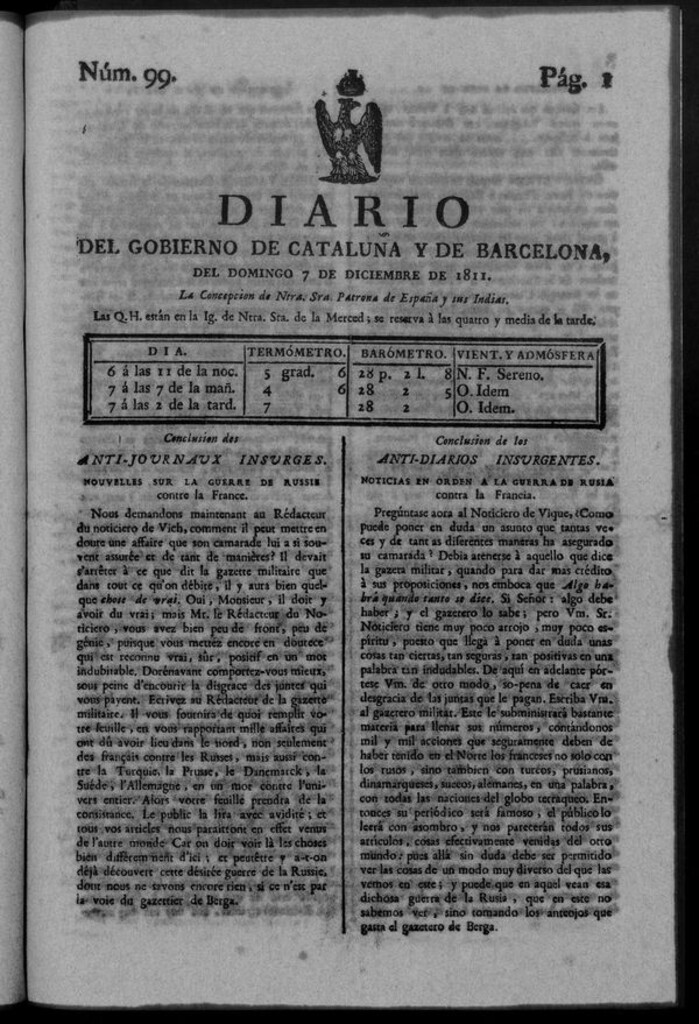 Núm. 99.
Pág. 1
DIARIO
DEL GOBIERNO DE CATALUÑA Y DE BARCELONA,
DEL DOMINGO 7 DE DICIEMBRE DE 1811.
La Concepcion de Ntra. Sra. Patrona de España y sus Indias.
Las Q.H. están en la Ig. de Ntra. Sta. de la Merced; se reserva à las quatro y media de la tarde.
DIA. TERMÓMETRO. BARÓMETRO. VIENT. Y ADMÓSFERA
6 á las 11 de la noc. 5 grad. 6 28 p. 2 l. 8 N. F. Sereno.
7 á las 7 de la mañ. 4 6 28 2 5 O. Idem
7 á las 2 de la tard. 7 28 2 O. Idem.
Conclusion des
ANTI-JOURNAUX INSURGES.
NOUVELLES SUR LA GUERRE DE RUSSIE
contre la France.
Nous demandons maintenant au Rédacteur
du noticiero de Vich, comment il peut mettre en
doute une affaire que son camarade lui a si sou-
vent assurée et de tant de manières? Il devait
s'arrêter à ce que dit la gazette militaire que
dans tout ce qu'on débite, il y aura bien quel-
que chose de vrai. Oui, Monsieur, il doit y
avoir du vrai; mais Mr. le Rédacteur du No-
ticiero, vous avez bien peu de front, peu de
génie, puisque vous mettez encore en doutece
qui est reconnu vrai, sûr, positif en un mot
indubitable. Dorénavant comportez-vous mieux,
sous peine d'encourir la disgrace des juntes qui
vous payent. Ecrivez au Rédacteur de la gazette
militaire. Il vous fournira de quoi remplir vo-
tre feuille, en vous rapportant mille affaires qui
ont dû avoir lieu dans le nord, non seulement
des français contre les Russes, mais aussi con-
tre la Turquie, la Prusse, le Danemarck, la
Suède, l'Allemagne, en un mot contre l'uni-
vers entier. Alors votre feuille prendra de la
consistance. Le public la lira avec avidité; et
tous vos articles nous paraitront en effet venus
de l'autre monde Car on doit voir là les choses
bien différemment d'ici; et peutêtre y a-t-on
déjà découvert cette désirée guerre de la Russie,
dont nous ne savons encore rien, si ce n'est par
la voie du gazettier de Berga.
Conclusion de los
ANTI-DIARIOS INSURGENTES.
NOTICIAS EN ORDEN A LA GUERRA DE RUSIA
contra la Francia.
Pregúntase aora al Noticiero de Vique, ¿Como
puede poner en duda un asunto que tantas ve-
ces y de tantas diferentes maneras ha asegurado
su camarada? Debia atenerse à aquello que dice
la gazeta militar, quando para dar mas crédito
à sus proposiciones, nos emboca que Algo ha-
brá quando tanto se dice. Si Señor: algo debe
haber; y el gazetero lo sabe; pero Vm. Sr.
Noticiero tiene muy poco arrojo, muy poco es-
píritu, puesto que llega à poner en duda unas
cosas tan ciertas, tan seguras, tan positivas en una
palabra tan indudables. De aquí en adelante pór-
tese Vm. de otro modo, so-pena de caer en
desgracia de las juntas que le pagan. Escriba Vm.
al gazetero militar. Este le subministrará bastante
materia para llenar sus números, contándonos
mil y mil acciones que seguramente deben de
haber tenido en el Norte los franceses no solo con
los rusos, sino tambien con turcos, prusianos,
dinamarqueses, suecos, alemanes, en una palabra,
con todas las naciones del globo terraqueo. En-
tonces su periódico será famoso, el público lo
leerá con asombro, y nos pareceràn todos sus
artículos, cosas efectivamente venidas del otro
mundo: pues allà sin duda debe ser permitido
ver las cosas de un modo muy diverso del que las
vemos en este; y puede que en aquel vean esa
dichosa guerra de la Rusia, que en este no
sabemos ver, sino tomando los anteojos que
gasta el gazetero de Berga.